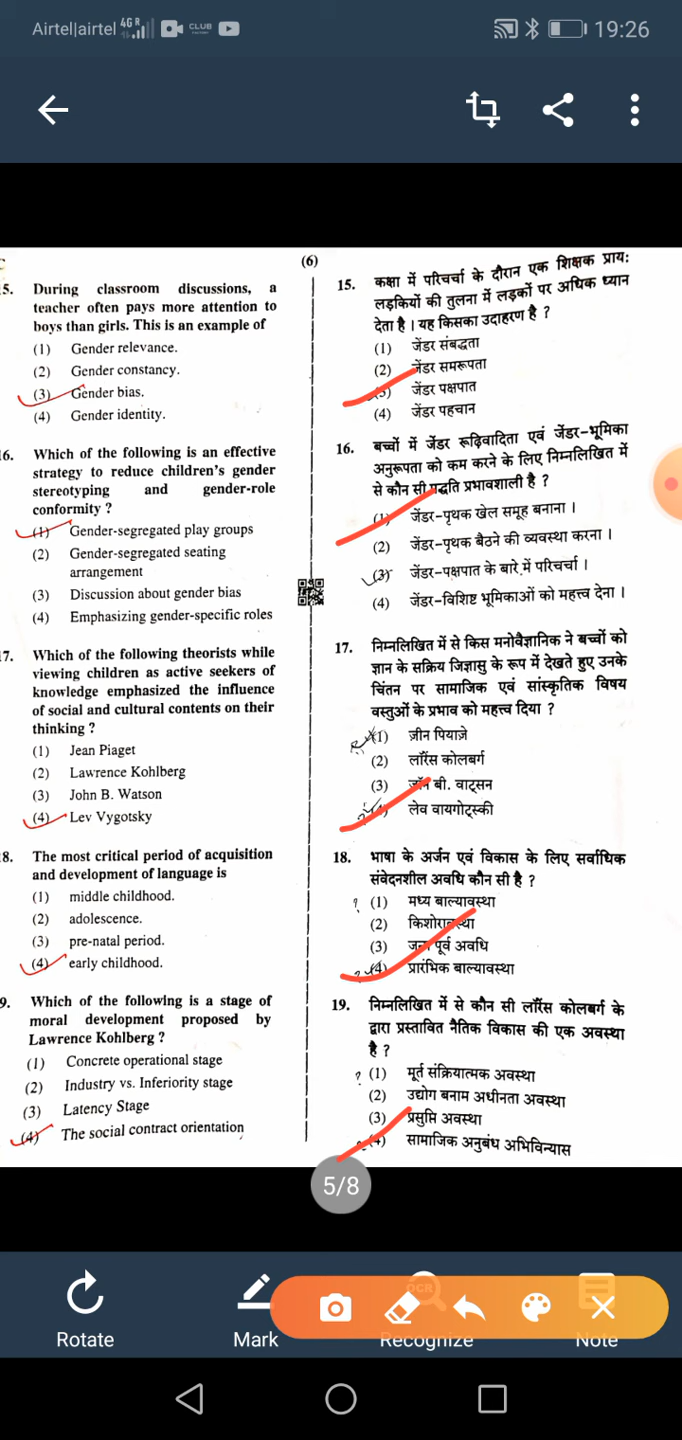 Airtel|airtel 4G R CLUB 19:26
(6)
5. During classroom discussions, a
teacher often pays more attention to
boys than girls. This is an example of
(1) Gender relevance.
(2) Gender constancy.
(3) Gender bias.
(4) Gender identity.
6. Which of the following is an effective
strategy to reduce children's gender
stereotyping and gender-role
conformity ?
(1) Gender-segregated play groups
(2) Gender-segregated seating
arrangement
(3) Discussion about gender bias
(4) Emphasizing gender-specific roles
7. Which of the following theorists while
viewing children as active seekers of
knowledge emphasized the influence
of social and cultural contents on their
thinking ?
(1) Jean Piaget
(2) Lawrence Kohlberg
(3) John B. Watson
(4) Lev Vygotsky
8. The most critical period of acquisition
and development of language is
(1) middle childhood.
(2) adolescence.
(3) pre-natal period.
(4) early childhood.
9. Which of the following is a stage of
moral development proposed by
Lawrence Kohlberg ?
(1) Concrete operational stage
(2) Industry vs. Inferiority stage
(3) Latency Stage
(4) The social contract orientation
15. कक्षा में परिचर्चा के दौरान एक शिक्षक प्राय:
लड़कियों की तुलना में लड़कों पर अधिक ध्यान
देता है । यह किसका उदाहरण है ?
(1) जेंडर संबद्धता
(2) जेंडर समरूपता
(3) जेंडर पक्षपात
(4) जेंडर पहचान
16. बच्चों में जेंडर रूढ़िवादिता एवं जेंडर-भूमिका
अनुरूपता को कम करने के लिए निम्नलिखित में
से कौन सी पद्धति प्रभावशाली है ?
(1) जेंडर-पृथक खेल समूह बनाना ।
(2) जेंडर-पृथक बैठने की व्यवस्था करना ।
(3) जेंडर-पक्षपात के बारे में परिचर्चा ।
(4) जेंडर-विशिष्ट भूमिकाओं को महत्त्व देना ।
17. निम्नलिखित में से किस मनोवैज्ञानिक ने बच्चों को
ज्ञान के सक्रिय जिज्ञासु के रूप में देखते हुए उनके
चिंतन पर सामाजिक एवं सांस्कृतिक विषय
वस्तुओं के प्रभाव को महत्त्व दिया ?
(1) ज़ीन पियाज़े
(2) लॉरेंस कोलबर्ग
(3) जॉन बी. वाट्सन
(4) लेव वायगोट्स्की
18. भाषा के अर्जन एवं विकास के लिए सर्वाधिक
संवेदनशील अवधि कौन सी है ?
? (1) मध्य बाल्यावस्था
(2) किशोरावस्था
(3) जन्म पूर्व अवधि
(4) प्रारंभिक बाल्यावस्था
19. निम्नलिखित में से कौन सी लॉरेंस कोलबर्ग के
द्वारा प्रस्तावित नैतिक विकास की एक अवस्था
है ?
? (1) मूर्त संक्रियात्मक अवस्था
(2) उद्योग बनाम अधीनता अवस्था
(3) प्रसुप्ति अवस्था
(4) सामाजिक अनुबंध अभिविन्यास
5/8
OCR
Rotate Mark Recognize Note